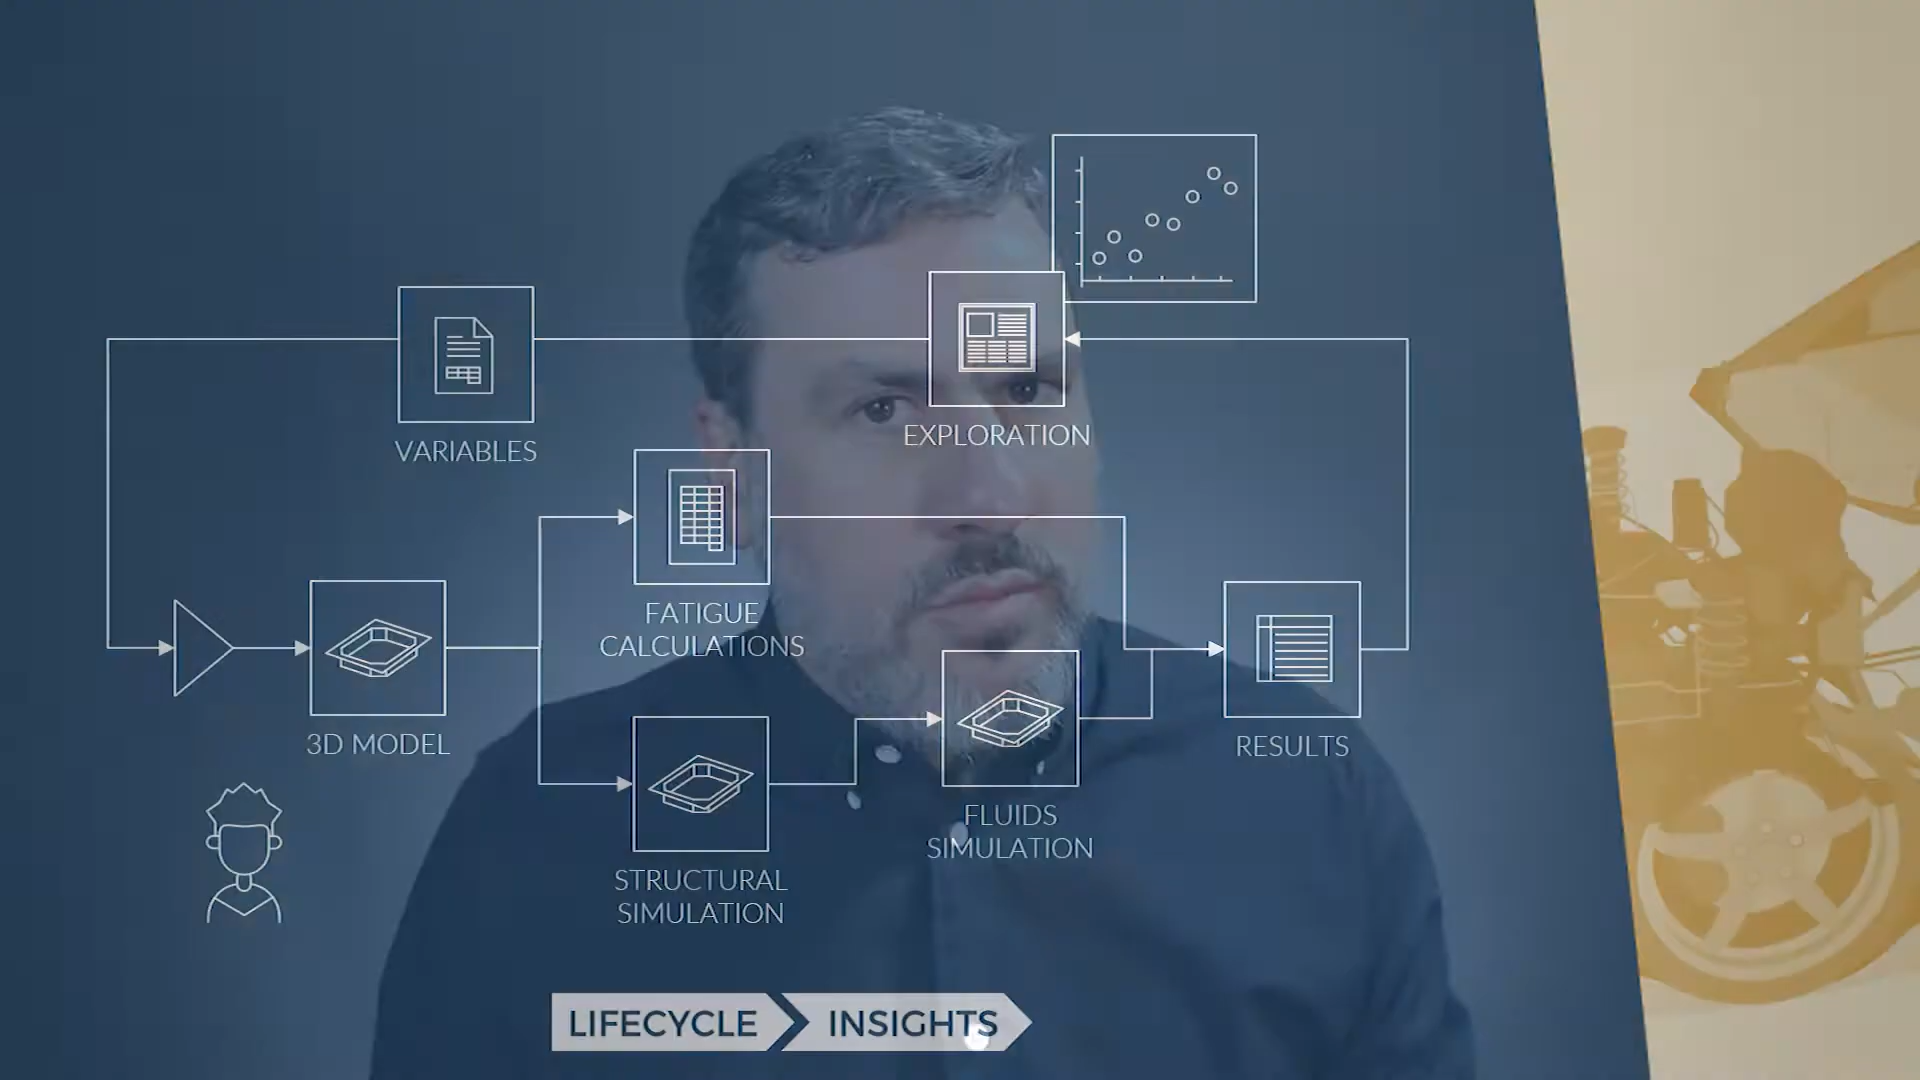 EXPLORATION
VARIABLES
FATIGUE
CALCULATIONS
3D MODEL
RESULTS
FLUIDS
SIMULATION
STRUCTURAL
SIMULATION
LIFECYCLE INSIGHTS